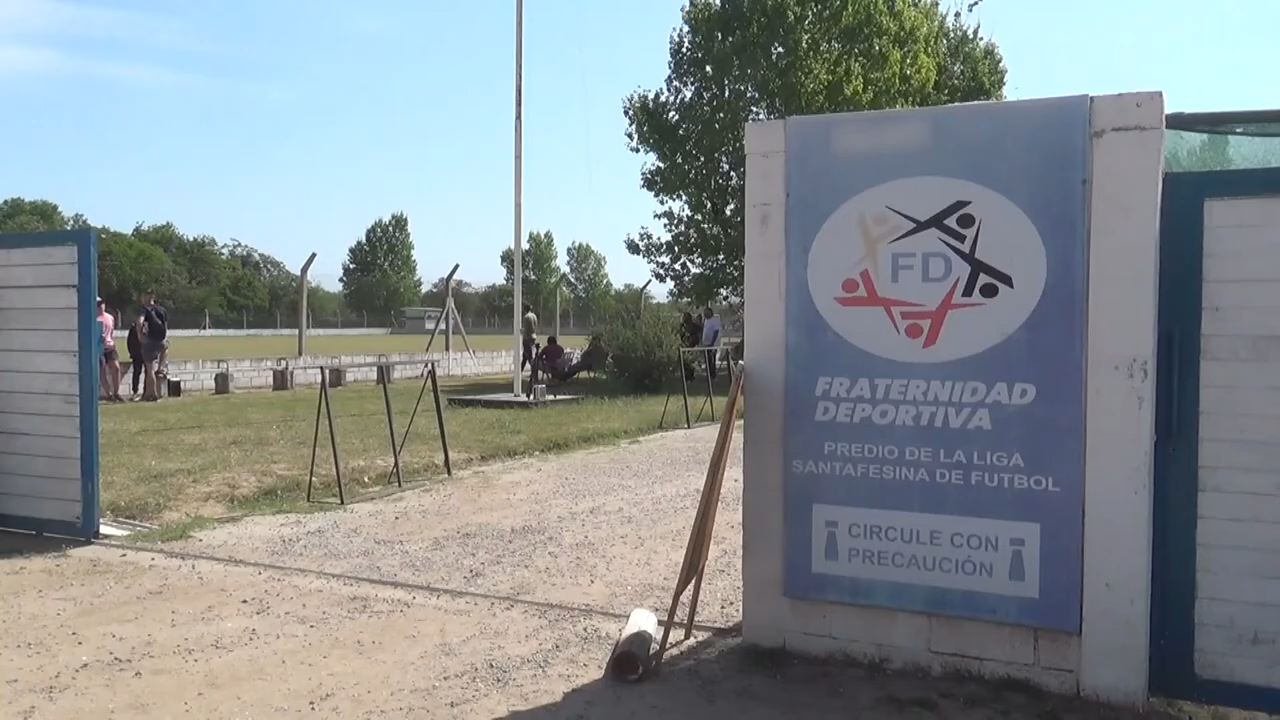 FD
FRATERNIDAD
DEPORTIVA
PREDIO DE LA LIGA
SANTAFESINA DE FUTBOL
CIRCULE CON
PRECAUCIÓN